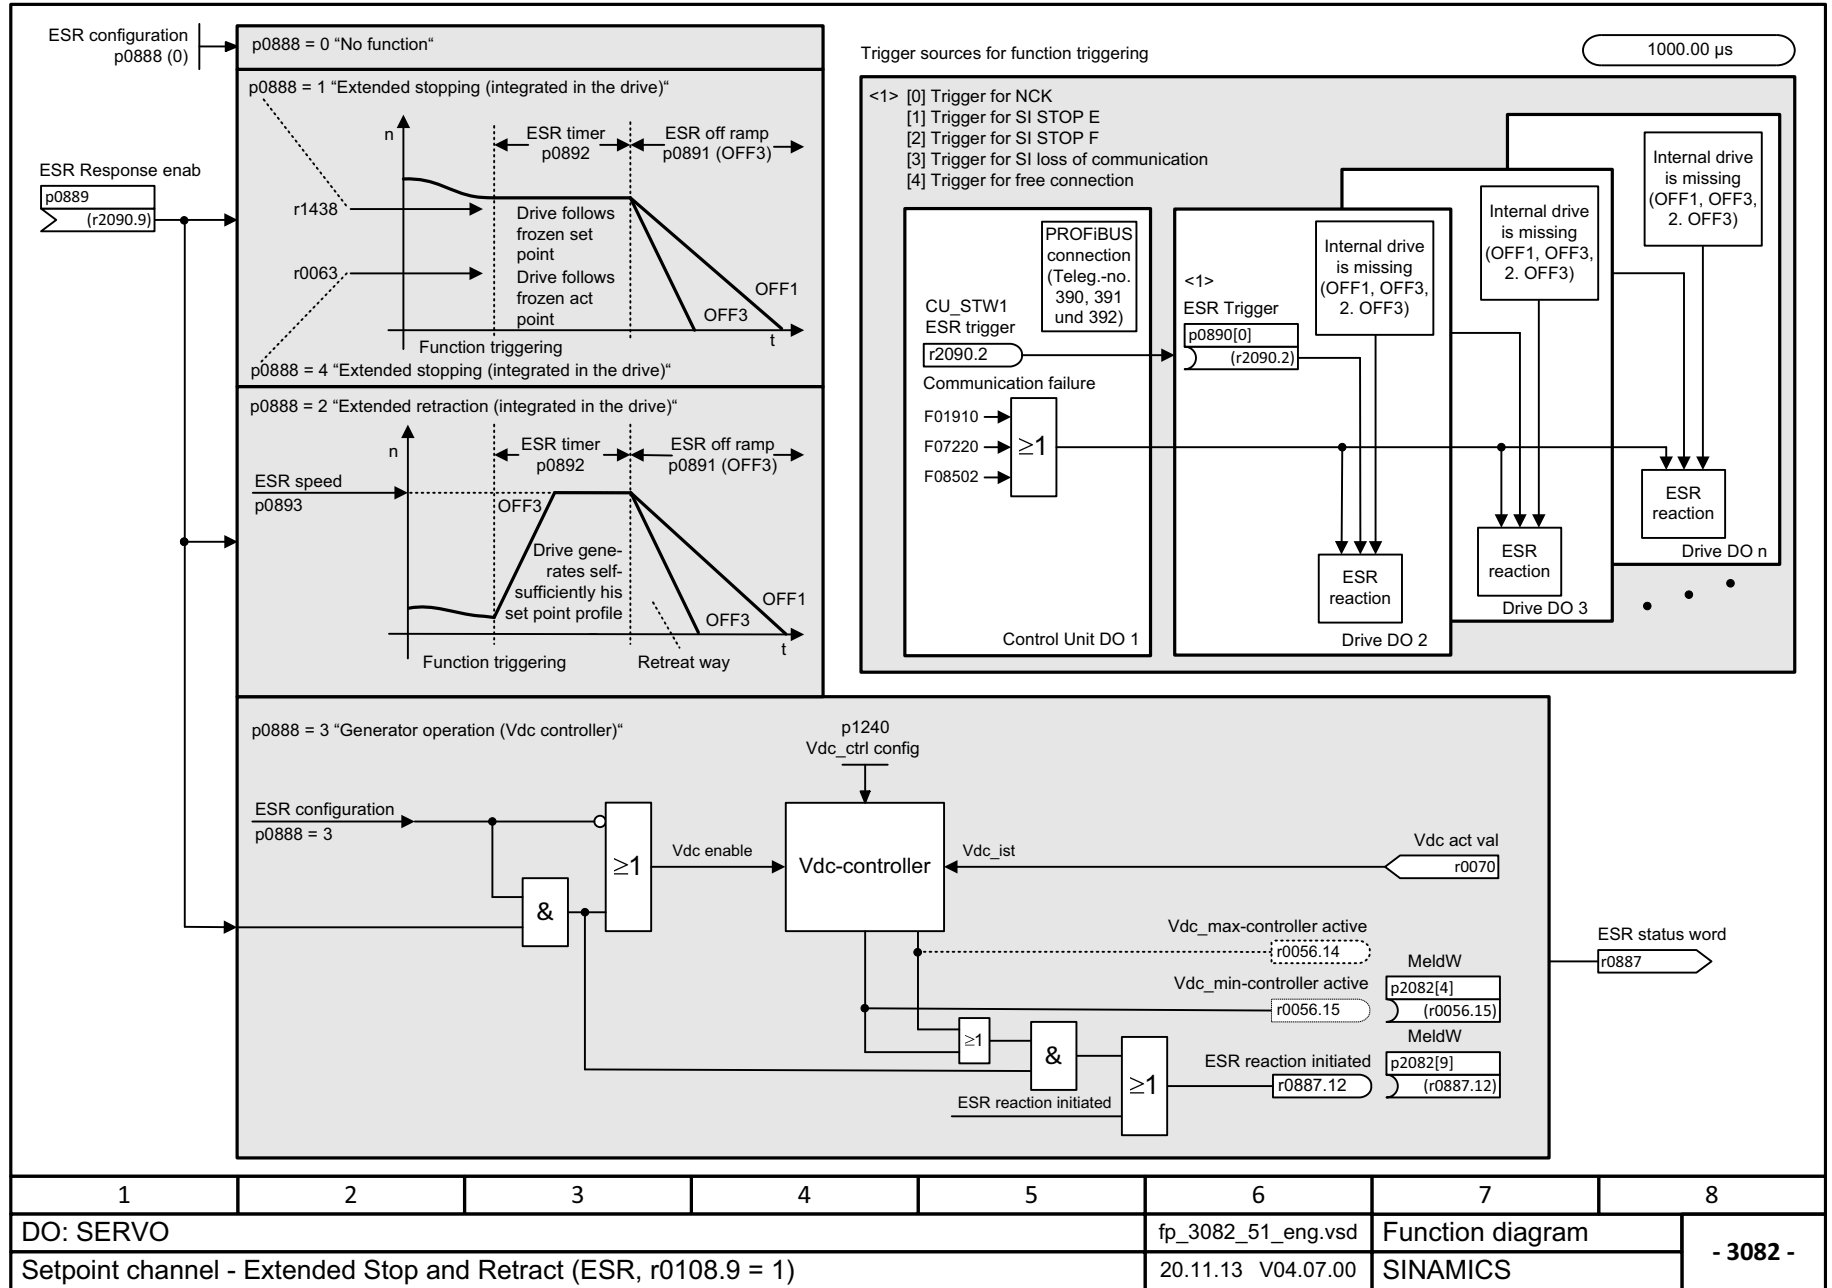 ESR configuration
p0888 (0)
p0888 = 0 “No function“
p0888 = 1 “Extended stopping (integrated in the drive)“
n
ESR timer
p0892
ESR off ramp
p0891 (OFF3)
ESR Response enab
p0889
(r2090.9)
r1438
Drive follows
frozen set
point
r0063
Drive follows
frozen act
point
OFF1
OFF3
t
Function triggering
p0888 = 4 “Extended stopping (integrated in the drive)“
p0888 = 2 “Extended retraction (integrated in the drive)“
n
ESR timer
p0892
ESR off ramp
p0891 (OFF3)
ESR speed
p0893
OFF3
Drive gene-
rates self-
sufficiently his
set point profile
OFF1
OFF3
t
Function triggering
Retreat way
Trigger sources for function triggering
1000.00 µs
<1> [0] Trigger for NCK
[1] Trigger for SI STOP E
[2] Trigger for SI STOP F
[3] Trigger for SI loss of communication
[4] Trigger for free connection
PROFiBUS
connection
(Teleg.-no.
390, 391
und 392)
CU_STW1
ESR trigger
r2090.2
Communication failure
F01910
F07220
F08502
≥1
Control Unit DO 1
<1>
ESR Trigger
p0890[0]
(r2090.2)
Internal drive
is missing
(OFF1, OFF3,
2. OFF3)
ESR
reaction
Drive DO 2
Internal drive
is missing
(OFF1, OFF3,
2. OFF3)
ESR
reaction
Drive DO 3
Internal drive
is missing
(OFF1, OFF3,
2. OFF3)
ESR
reaction
Drive DO n
p0888 = 3 “Generator operation (Vdc controller)“
p1240
Vdc_ctrl config
ESR configuration
p0888 = 3
&
≥1
Vdc enable
Vdc-controller
Vdc_ist
Vdc act val
r0070
Vdc_max-controller active
r0056.14
Vdc_min-controller active
r0056.15
MeldW
p2082[4]
(r0056.15)
≥1
&
≥1
ESR reaction initiated
ESR reaction initiated
r0887.12
MeldW
p2082[9]
(r0887.12)
ESR status word
r0887
1 2 3 4 5 6 7 8
DO: SERVO
fp_3082_51_eng.vsd
Function diagram
- 3082 -
Setpoint channel - Extended Stop and Retract (ESR, r0108.9 = 1)
20.11.13 V04.07.00
SINAMICS